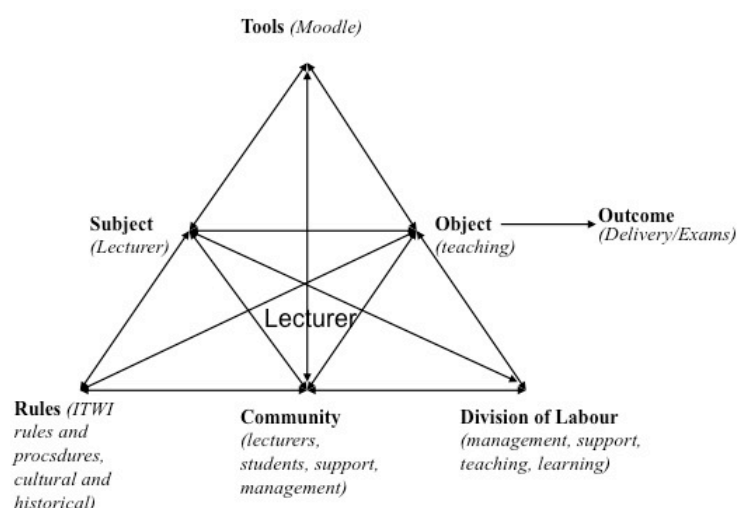 Tools (Moodle)
Subject
(Lecturer)
Object
(teaching)
Outcome
(Delivery/Exams)
Lecturer
Rules (ITWI
rules and
procsdures,
cultural and
historical)
Community
(lecturers,
students, support,
management)
Division of Labour
(management, support,
teaching, learning)